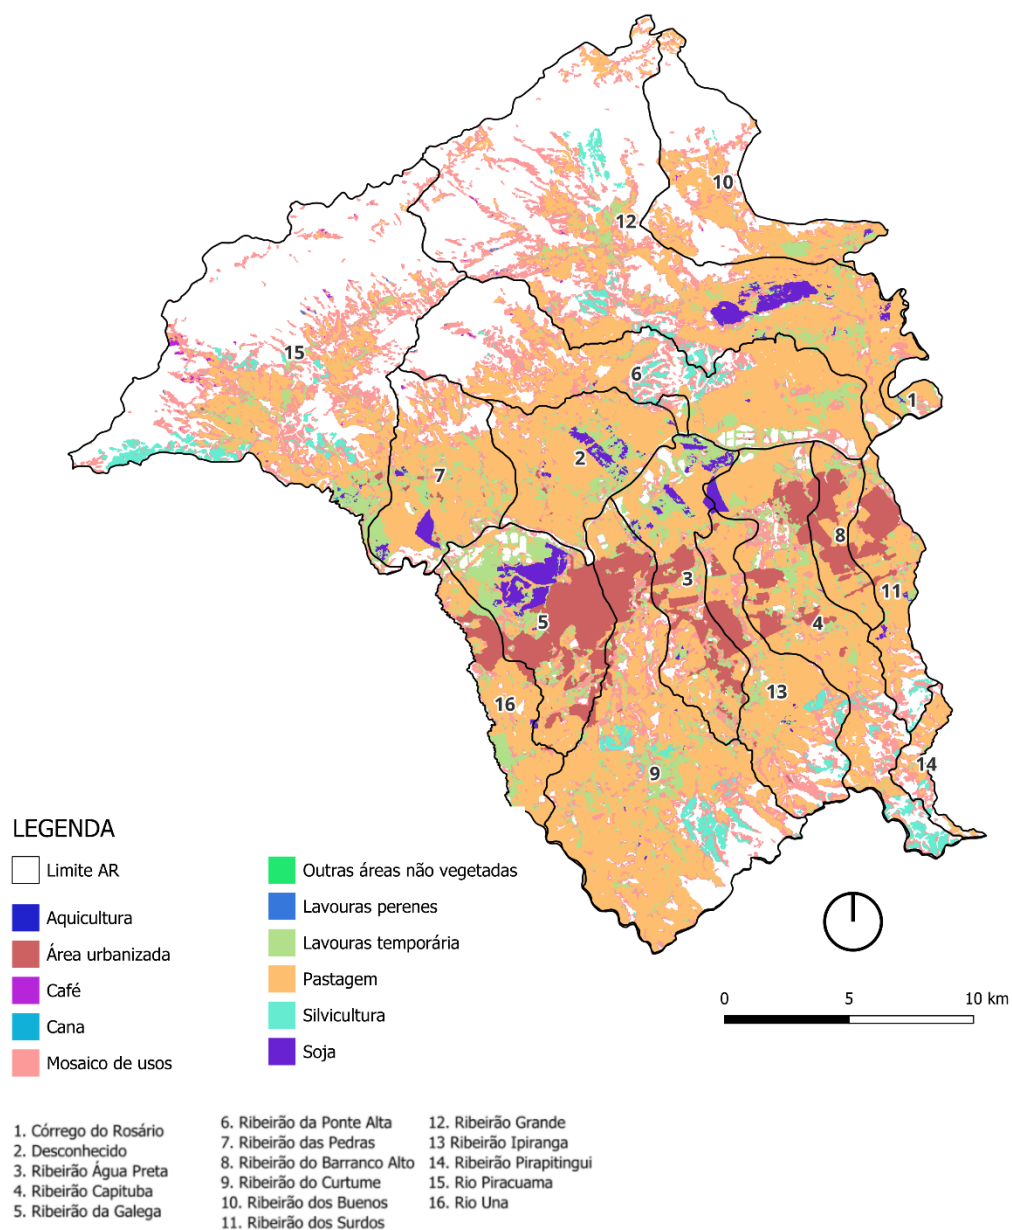 10
12
15
6
1
2
7
8
3
11
5
4
13
16
14
9
LEGENDA
Limite AR
Aquicultura
Área urbanizada
Café
Cana
Mosaico de usos
Outras áreas não vegetadas
Lavouras perenes
Lavouras temporária
Pastagem
Silvicultura
Soja
0 5 10 km
1. Córrego do Rosário
2. Desconhecido
3. Ribeirão Água Preta
4. Ribeirão Capituba
5. Ribeirão da Galega
6. Ribeirão da Ponte Alta
7. Ribeirão das Pedras
8. Ribeirão do Barranco Alto
9. Ribeirão do Curtume
10. Ribeirão dos Buenos
11. Ribeirão dos Surdos
12. Ribeirão Grande
13 Ribeirão Ipiranga
14. Ribeirão Pirapitingui
15. Rio Piracuama
16. Rio Una